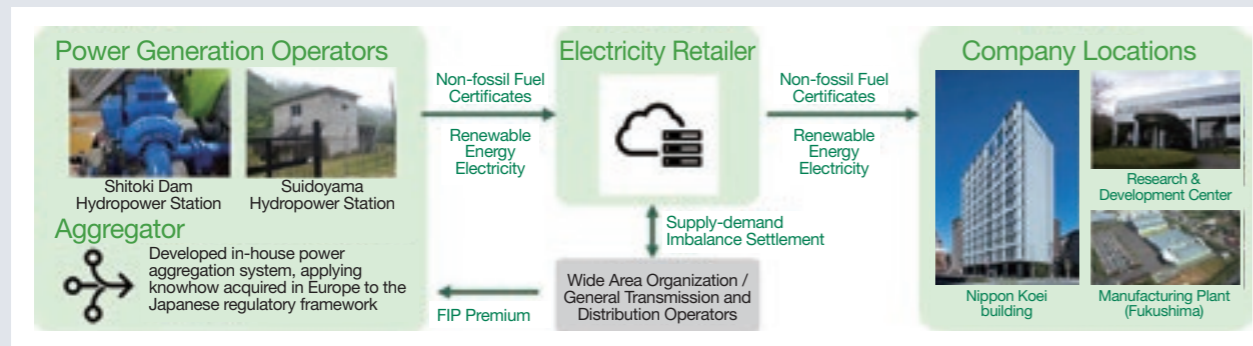 Power Generation Operators
Shitoki Dam
Hydropower Station
Suidoyama
Hydropower Station
Aggregator
Developed in-house power
aggregation system, applying
knowhow acquired in Europe to the
Japanese regulatory framework
Non-fossil Fuel
Certificates
Renewable
Energy
Electricity
Electricity Retailer
Supply-demand
Imbalance Settlement
Wide Area Organization /
General Transmission and
Distribution Operators
FIP Premium
Non-fossil Fuel
Certificates
Renewable
Energy
Electricity
Company Locations
Nippon Koei
building
Research &
Development Center
Manufacturing Plant
(Fukushima)